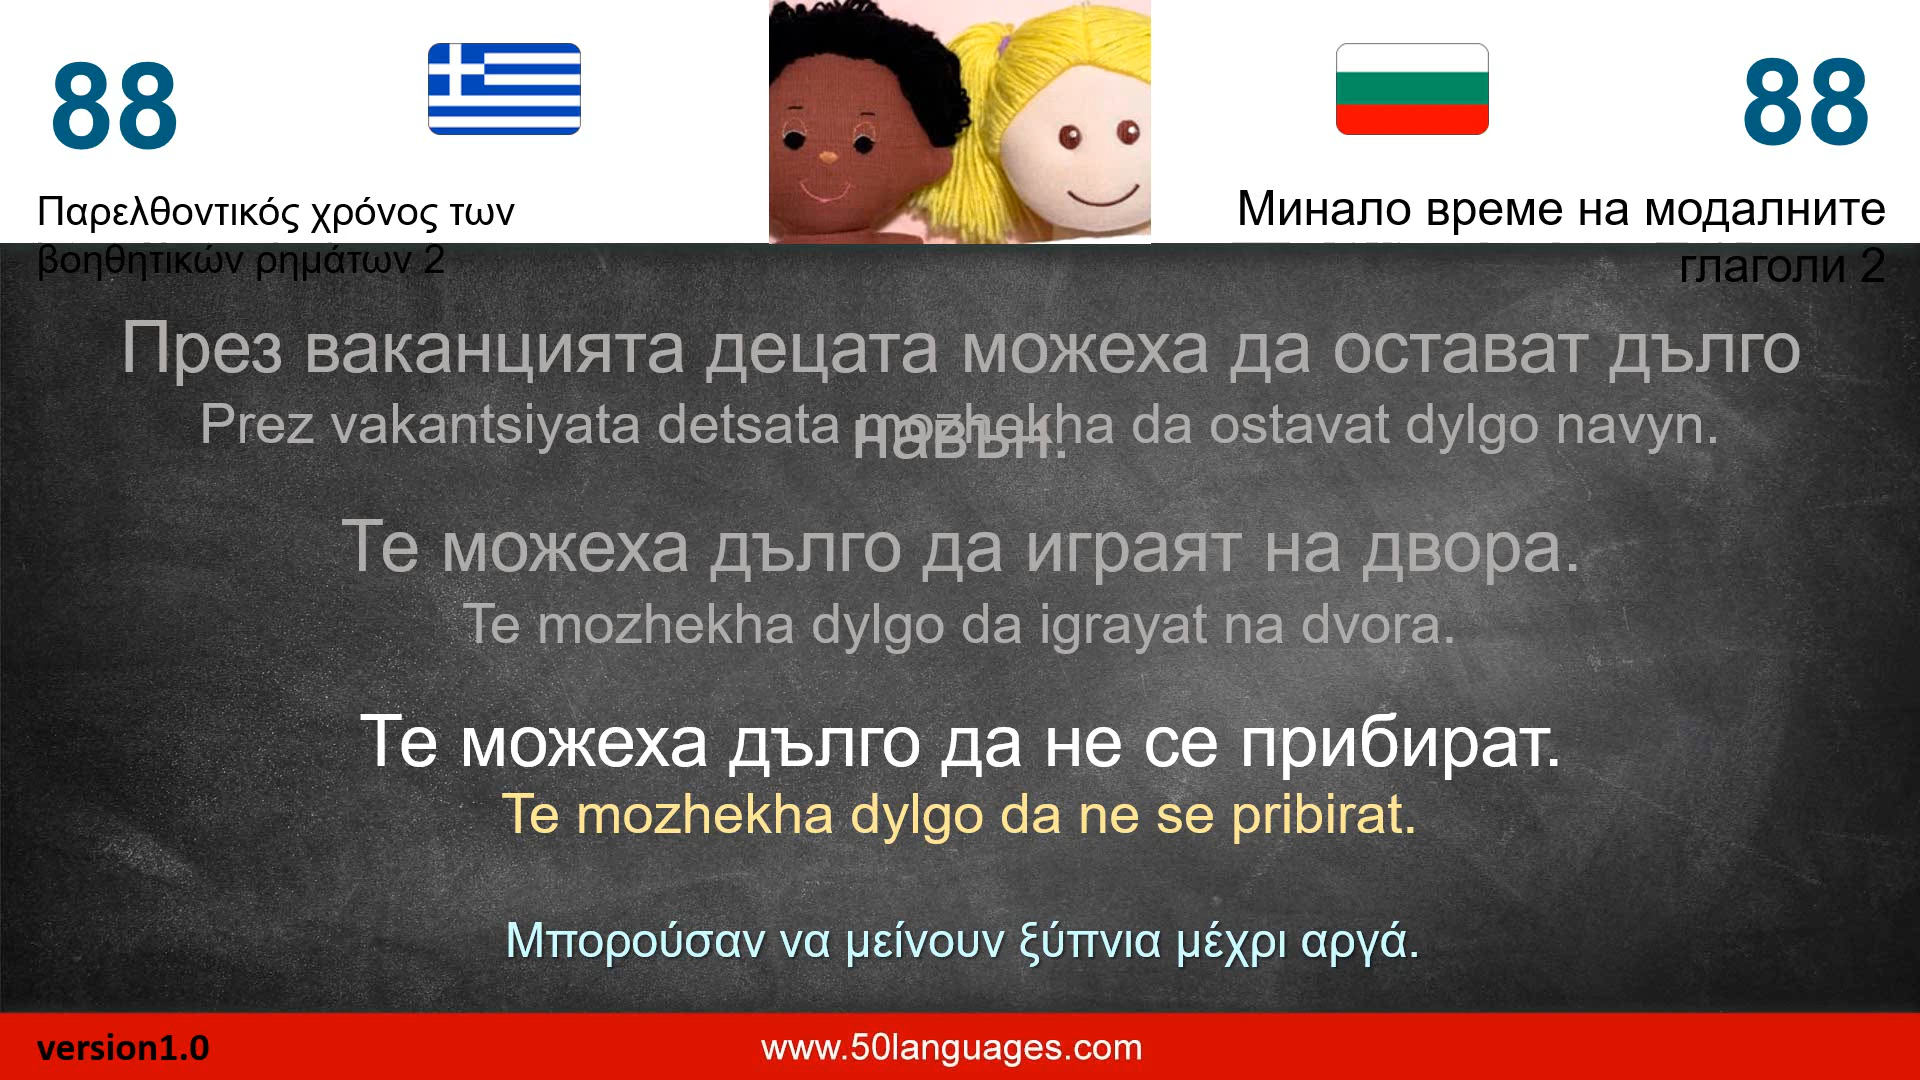 88
88
Παρελθοντικός χρόνος των
βοηθητικών ρημάτων 2
Минало време на модалните
глаголи 2
През ваканцията децата можеха да остават дълго
навън.
Prez vakantsiyata detsata mozhekha da ostavat dylgo navyn.
Те можеха дълго да играят на двора.
Te mozhekha dylgo da igrayat na dvora.
Те можеха дълго да не се прибират.
Te mozhekha dylgo da ne se pribirat.
Μπορούσαν να μείνουν ξύπνια μέχρι αργά.
version1.0
www.50languages.com